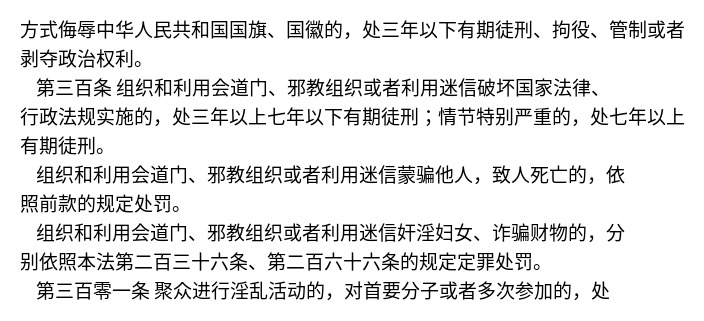 方式侮辱中华人民共和国国旗、国徽的，处三年以下有期徒刑、拘役、管制或者
剥夺政治权利。
第三百条 组织和利用会道门、邪教组织或者利用迷信破坏国家法律、
行政法规实施的，处三年以上七年以下有期徒刑；情节特别严重的，处七年以上
有期徒刑。
组织和利用会道门、邪教组织或者利用迷信蒙骗他人，致人死亡的，依
照前款的规定处罚。
组织和利用会道门、邪教组织或者利用迷信奸淫妇女、诈骗财物的，分
别依照本法第二百三十六条、第二百六十六条的规定定罪处罚。
第三百零一条 聚众进行淫乱活动的，对首要分子或者多次参加的，处